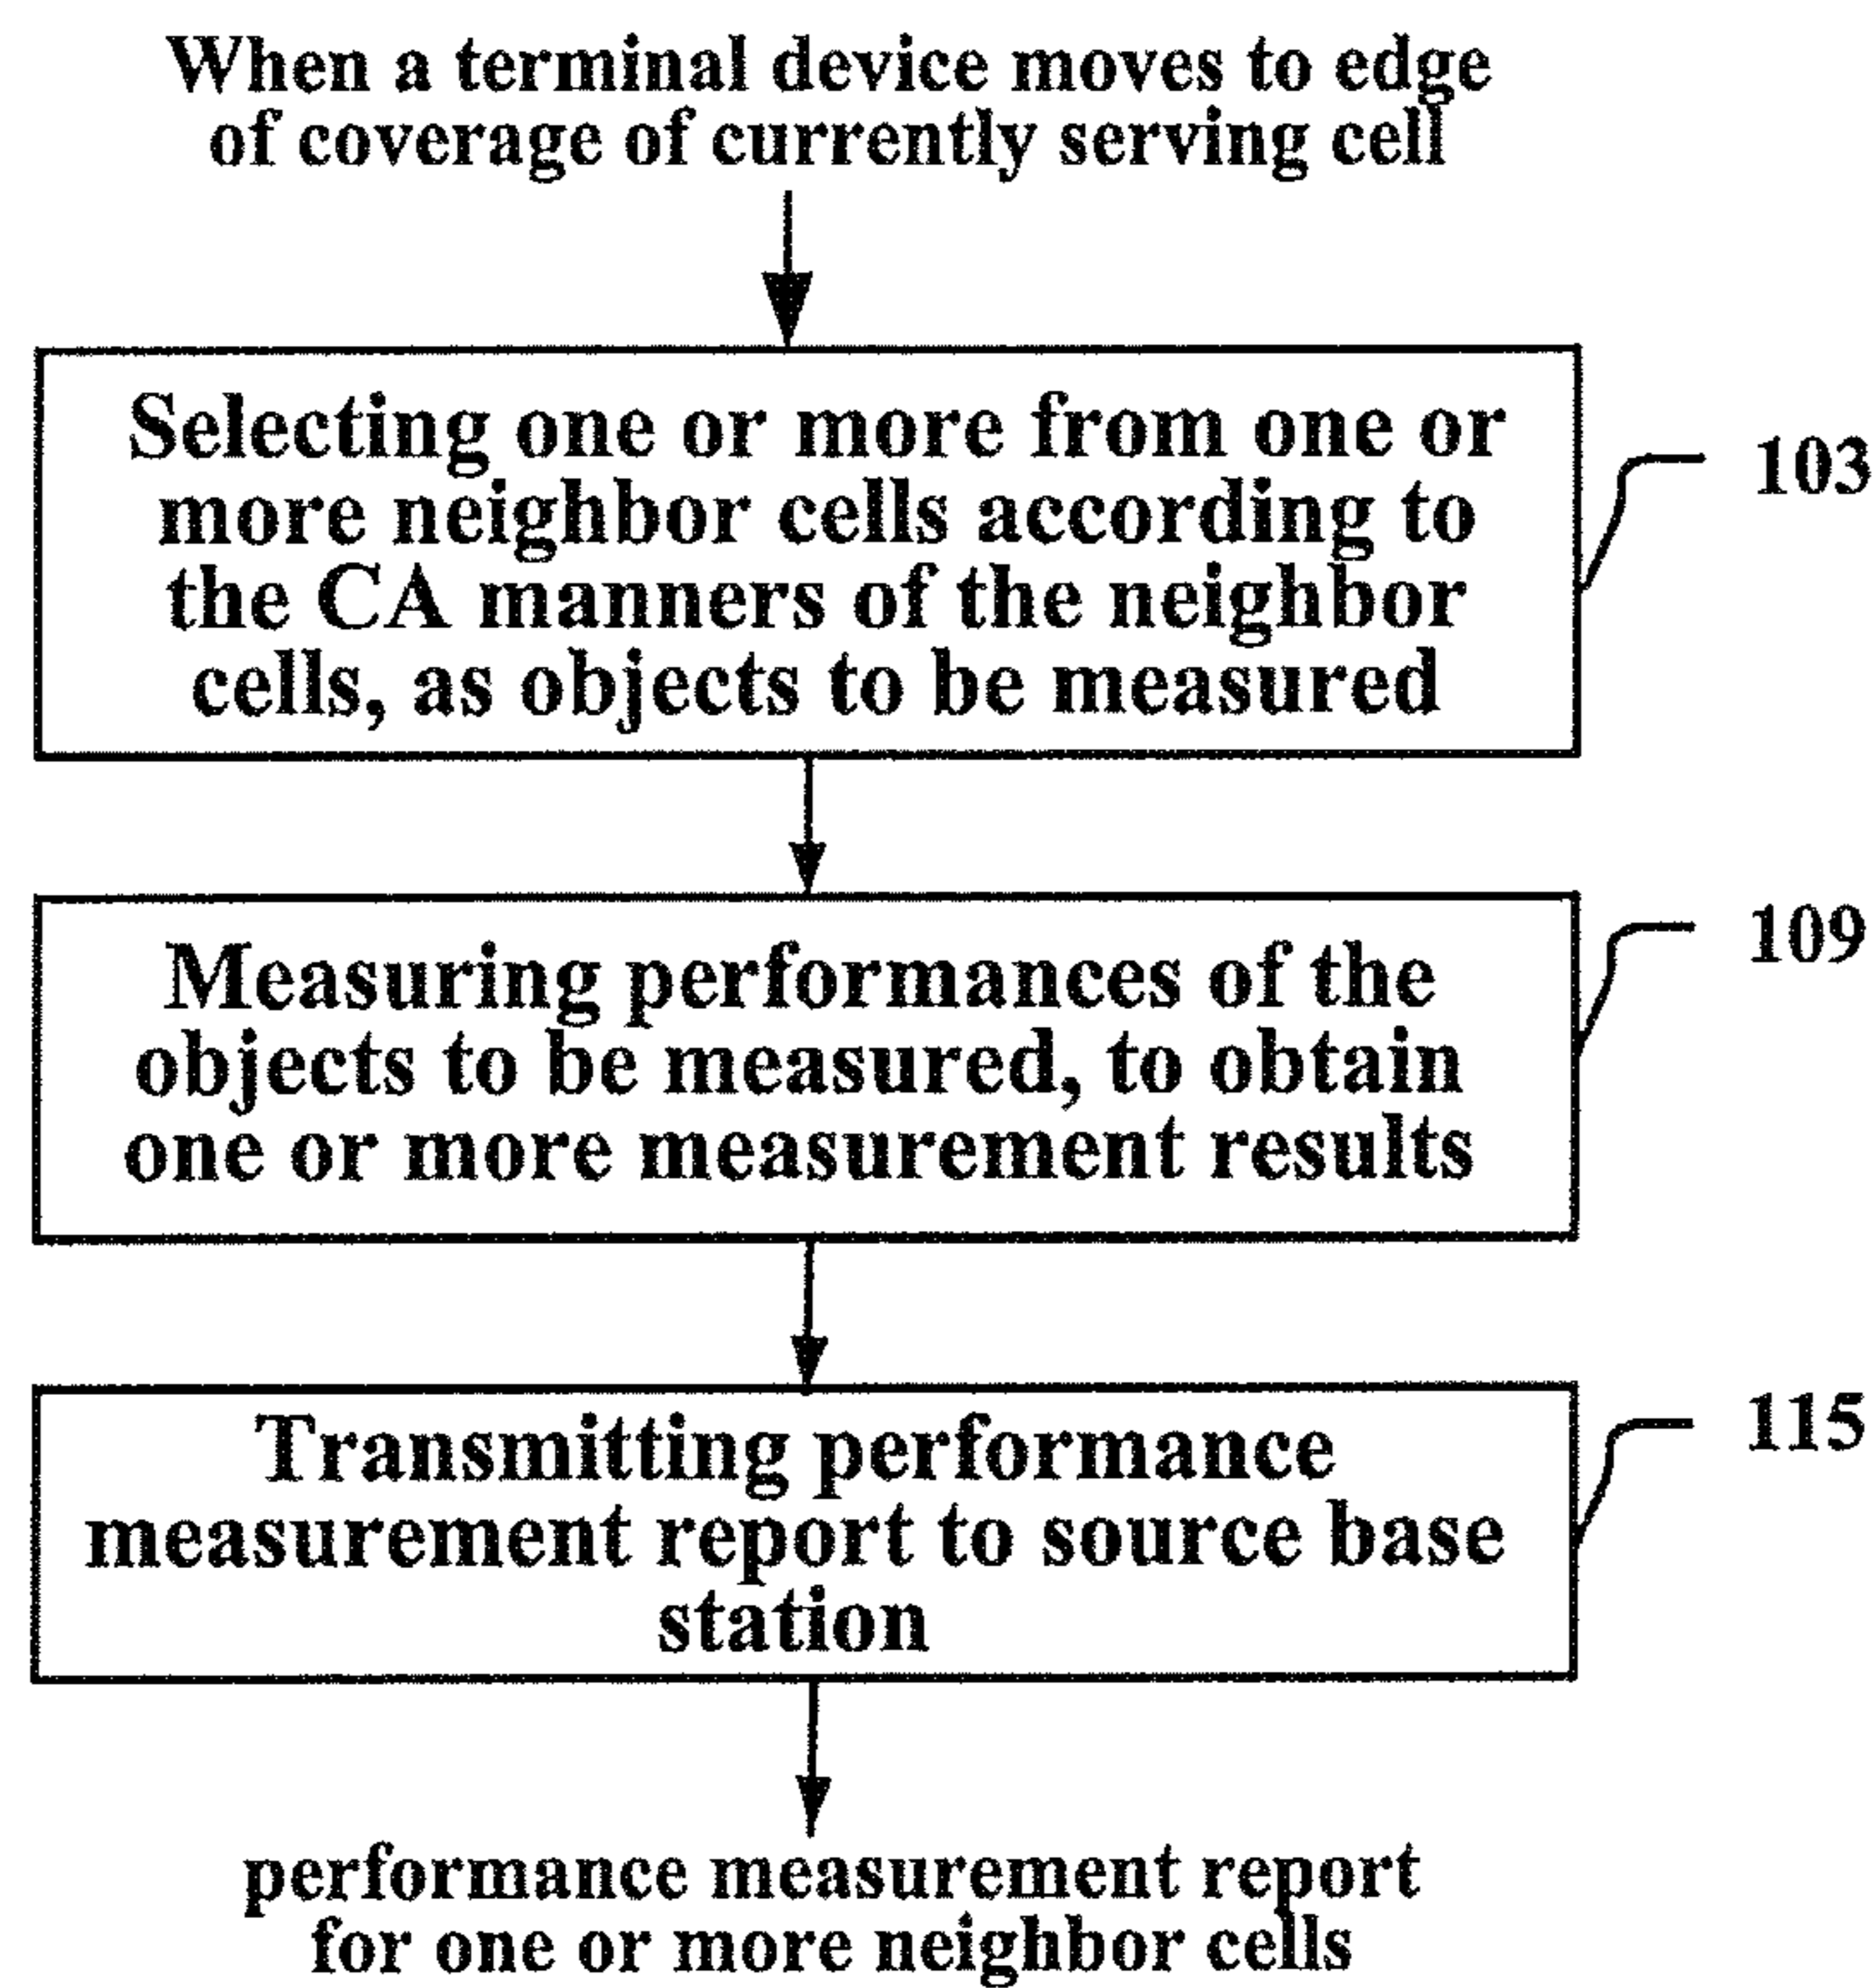 When a terminal device moves to edge
of coverage of currently serving cell
Selecting one or more from one or
more neighbor cells according to
the CA manners of the neighbor
cells, as objects to be measured
103
Measuring performances of the
objects to be measured, to obtain
one or more measurement results
109
Transmitting performance
measurement report to source base
station
115
performance measurement report
for one or more neighbor cells